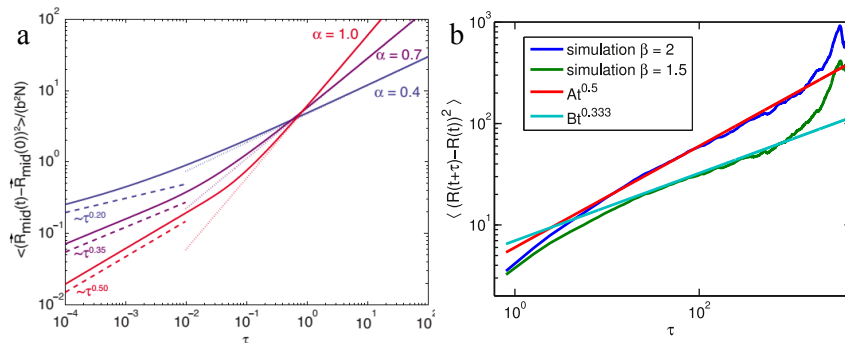 a
<(R⃗mid(t)-R⃗mid(0))²>/(b²N)
10²
10¹
10⁰
10⁻¹
10⁻²
α = 1.0
α = 0.7
α = 0.4
~τ^0.20
~τ^0.35
~τ^0.50
10⁻⁴ 10⁻³ 10⁻² 10⁻¹ 10⁰ 10¹ 10²
τ
b
⟨ (R(t+τ)−R(t))² ⟩
10³
10²
10¹
simulation β = 2
simulation β = 1.5
At^0.5
Bt^0.333
10⁰ 10²
τ